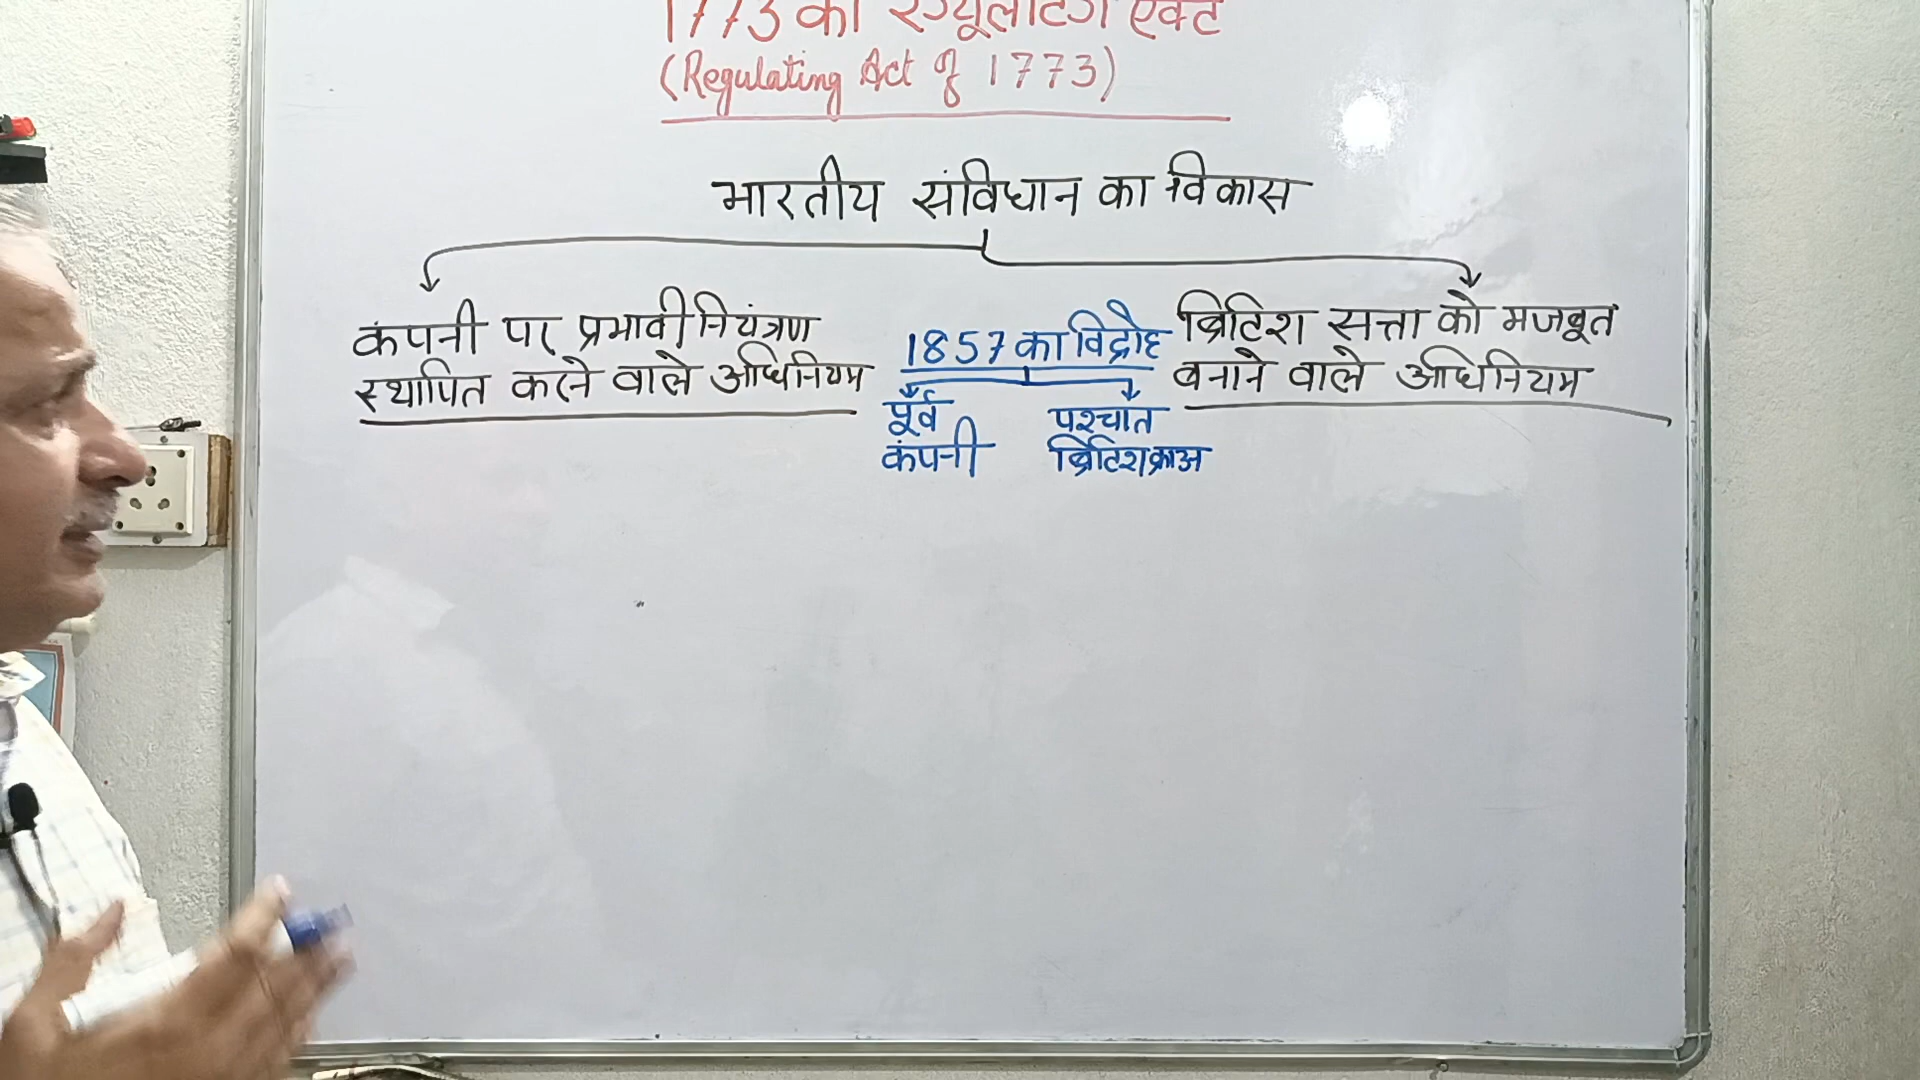 1773 का रेग्यूलेटिंग एक्ट
(Regulating Act of 1773)
भारतीय संविधान का विकास
कंपनी पर प्रभावी नियंत्रण
स्थापित करने वाले अधिनियम
1857 का विद्रोह
पूर्व पश्चात
कंपनी ब्रिटिश क्राउन
ब्रिटिश सत्ता को मजबूत
बनाने वाले अधिनियम